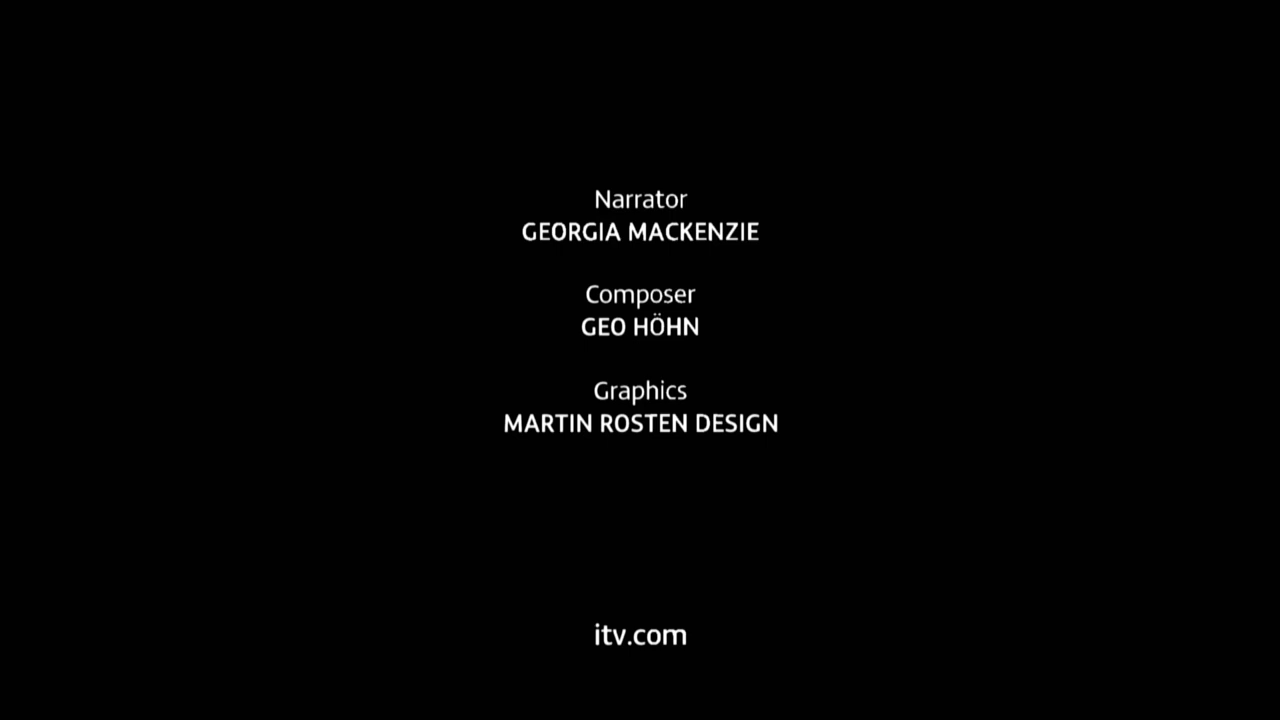 Narrator
GEORGIA MACKENZIE
Composer
GEO HÖHN
Graphics
MARTIN ROSTEN DESIGN
itv.com